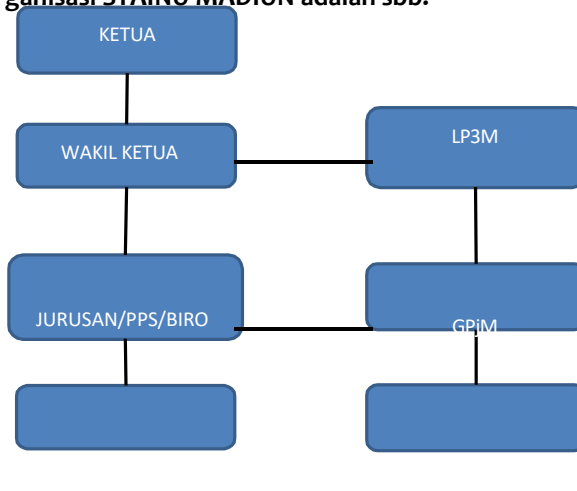 ganisasi STAINU MADIUN adalah sbb:
KETUA
WAKIL KETUA
LP3M
JURUSAN/PPS/BIRO
GPjM